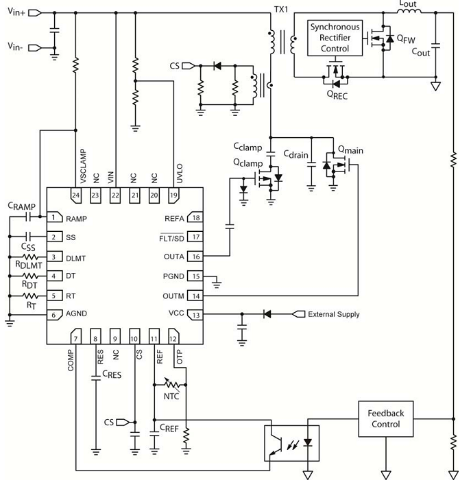 Vin+
Vin-
TX1
Lout
Synchronous
Rectifier
Control
QFW
Cout
QREC
CS
Cclamp
Qclamp
Cdrain
Qmain
VSCLAMP
NC
VIN
NC
NC
UVLO
24
23
22
21
20
19
CRAMP
1
RAMP
REFA
18
CSS
2
SS
FLT/SD
17
RDLMT
3
DLMT
OUTA
16
RDT
4
DT
PGND
15
RT
5
RT
OUTM
14
6
AGND
VCC
13
External Supply
7
8
9
10
11
12
COMP
RES
NC
CS
REF
OTP
CRES
NTC
CS
CREF
Feedback
Control